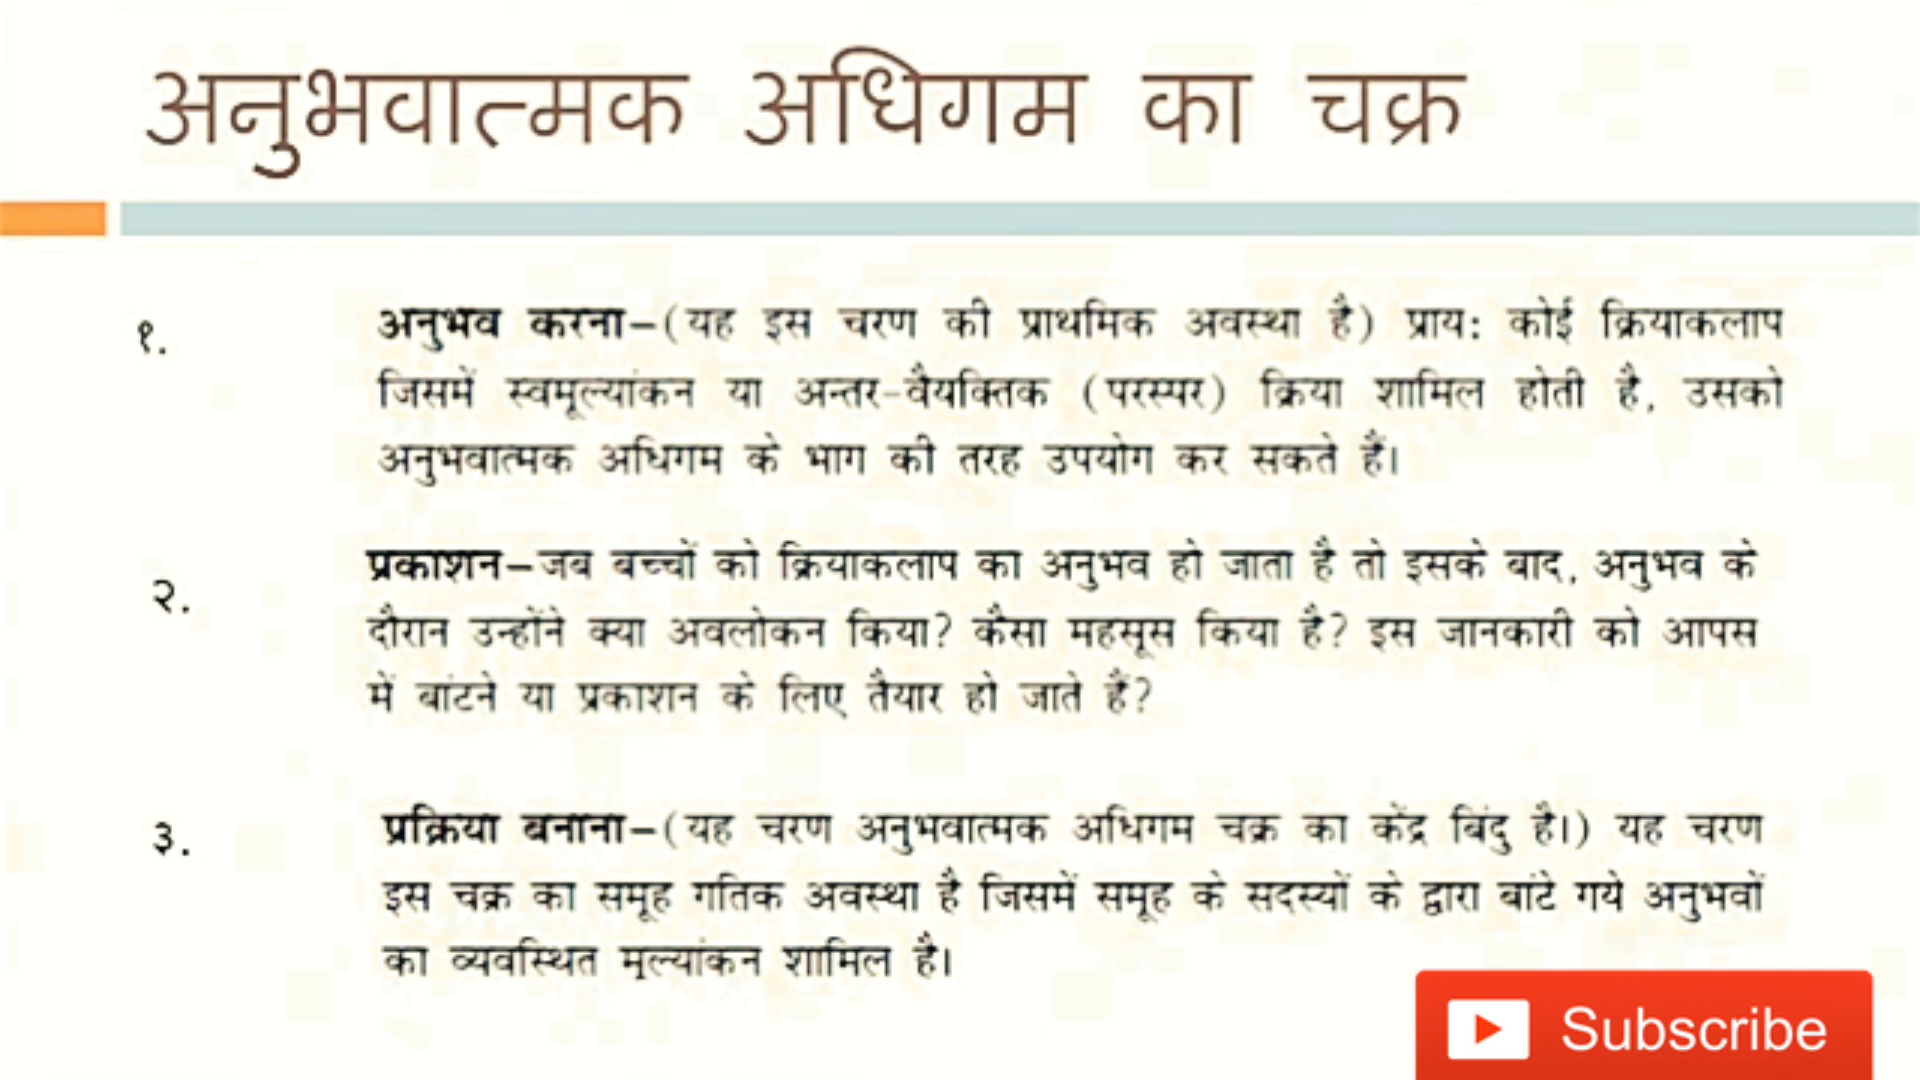 अनुभवात्मक अधिगम का चक्र
१. अनुभव करना–(यह इस चरण की प्राथमिक अवस्था है) प्राय: कोई क्रियाकलाप
जिसमें स्वमूल्यांकन या अन्तर-वैयक्तिक (परस्पर) क्रिया शामिल होती है, उसको
अनुभवात्मक अधिगम के भाग की तरह उपयोग कर सकते हैं।
२. प्रकाशन–जब बच्चों को क्रियाकलाप का अनुभव हो जाता है तो इसके बाद, अनुभव के
दौरान उन्होंने क्या अवलोकन किया? कैसा महसूस किया है? इस जानकारी को आपस
में बांटने या प्रकाशन के लिए तैयार हो जाते हैं?
३. प्रक्रिया बनाना–(यह चरण अनुभवात्मक अधिगम चक्र का केंद्र बिंदु है।) यह चरण
इस चक्र का समूह गतिक अवस्था है जिसमें समूह के सदस्यों के द्वारा बांटे गये अनुभवों
का व्यवस्थित मूल्यांकन शामिल है।
Subscribe